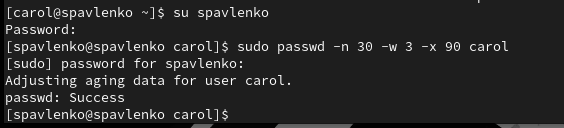 [carol@spavlenko ~]$ su spavlenko
Password:
[spavlenko@spavlenko carol]$ sudo passwd -n 30 -w 3 -x 90 carol
[sudo] password for spavlenko:
Adjusting aging data for user carol.
passwd: Success
[spavlenko@spavlenko carol]$